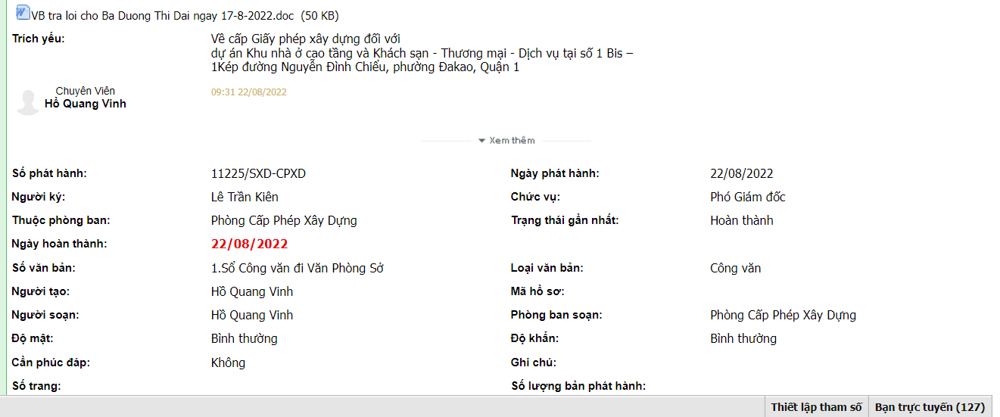 VB tra loi cho Ba Duong Thi Dai ngay 17-8-2022.doc (50 KB)
Trích yếu: Về cấp Giấy phép xây dựng đối với
dự án Khu nhà ở cao tầng và Khách sạn - Thương mại - Dịch vụ tại số 1 Bis –
1Kép đường Nguyễn Đình Chiểu, phường Đakao, Quận 1
Chuyên Viên 09:31 22/08/2022
Hồ Quang Vinh
Xem thêm
Số phát hành: 11225/SXD-CPXD Ngày phát hành: 22/08/2022
Người ký: Lê Trần Kiên Chức vụ: Phó Giám đốc
Thuộc phòng ban: Phòng Cấp Phép Xây Dựng Trạng thái gần nhất: Hoàn thành
Ngày hoàn thành: 22/08/2022
Số văn bản: 1.Sổ Công văn đi Văn Phòng Sở Loại văn bản: Công văn
Người tạo: Hồ Quang Vinh Mã hồ sơ:
Người soạn: Hồ Quang Vinh Phòng ban soạn: Phòng Cấp Phép Xây Dựng
Độ mật: Bình thường Độ khẩn: Bình thường
Cần phúc đáp: Không Ghi chú:
Số trang: Số lượng bản phát hành:
Thiết lập tham số Bạn trực tuyến (127)